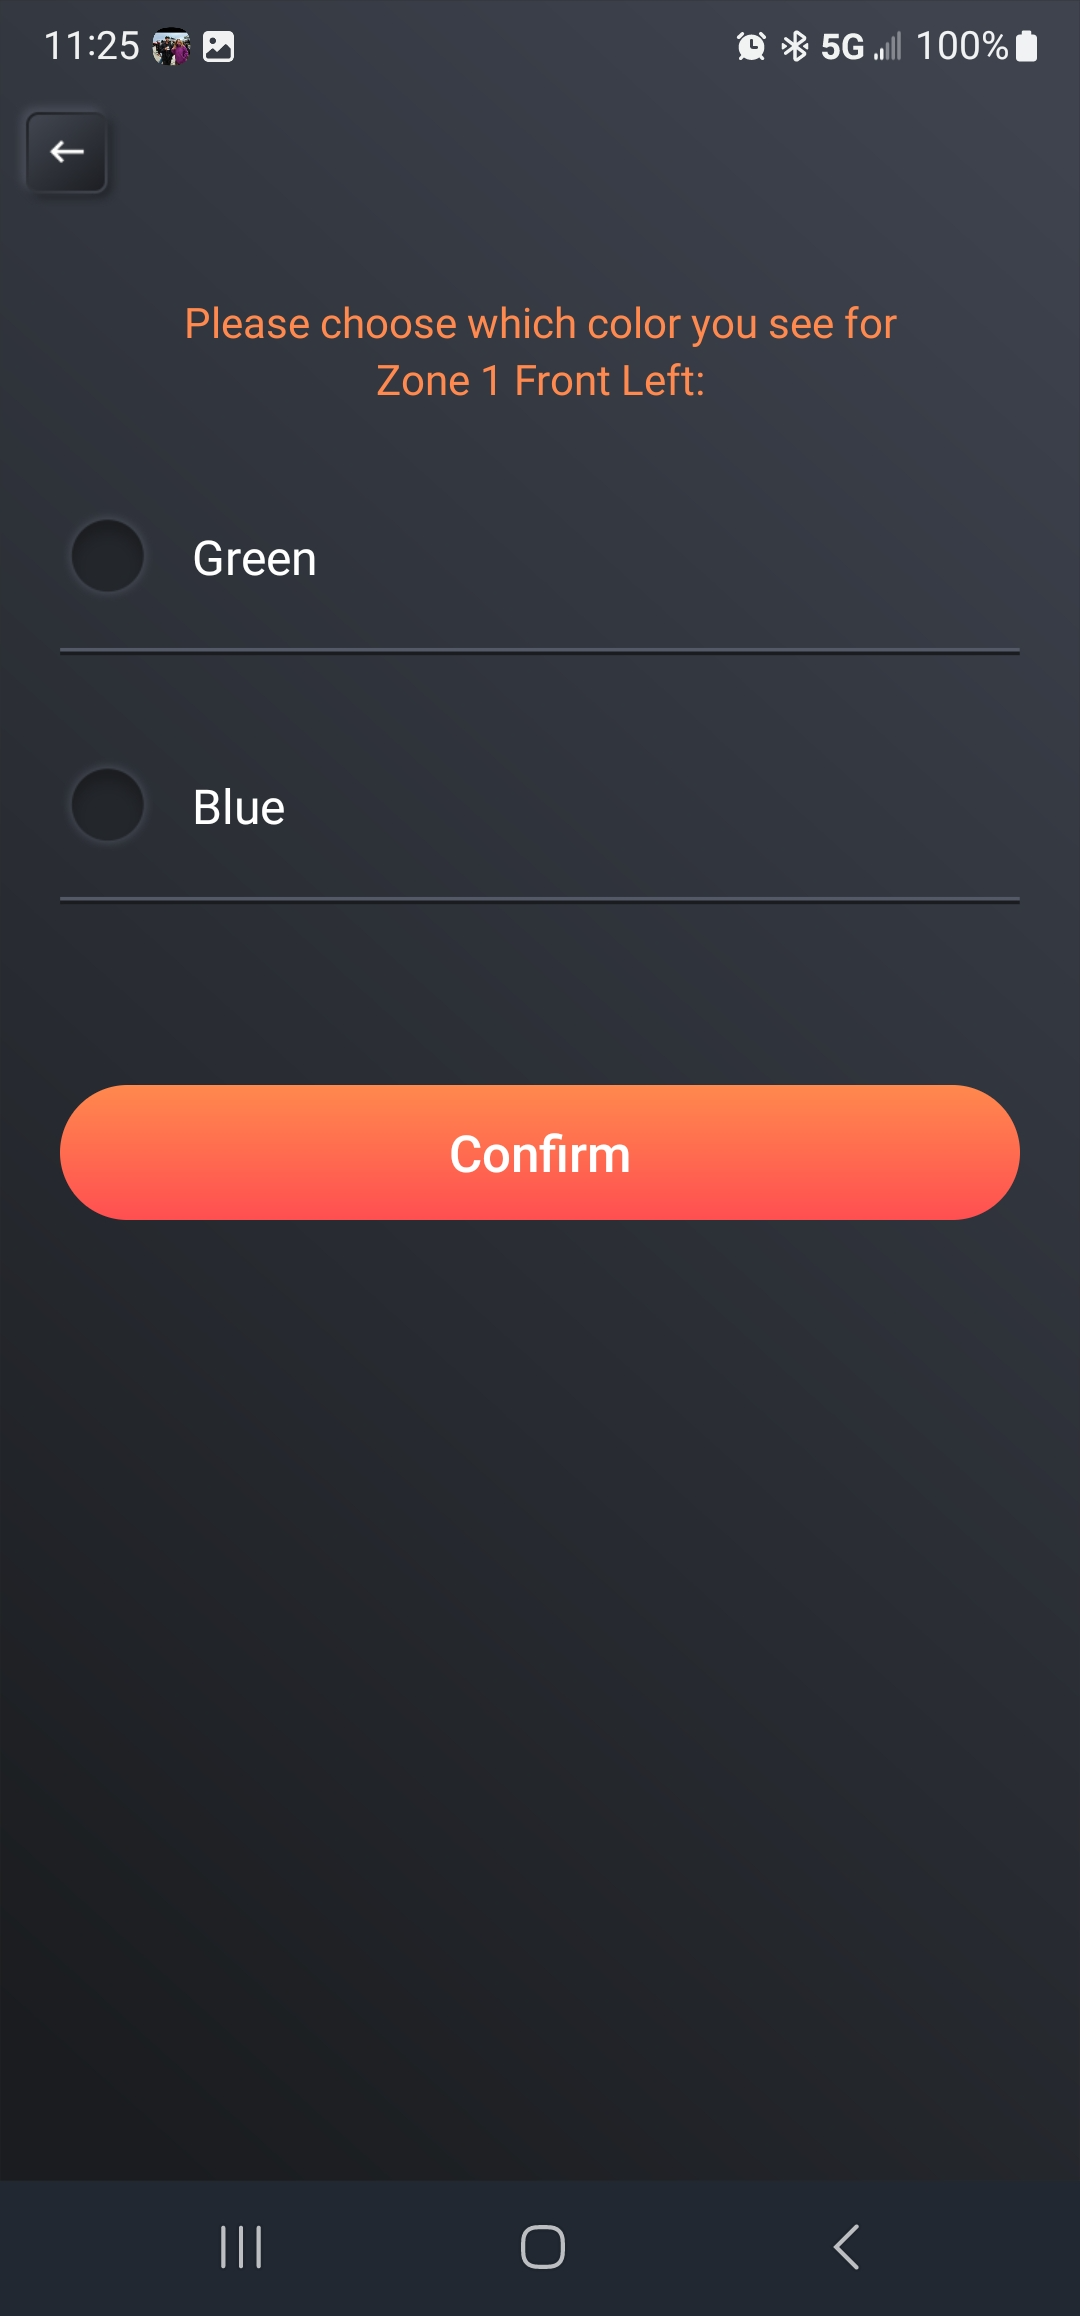 11:25
5G 100%
Please choose which color you see for
Zone 1 Front Left:
Green
Blue
Confirm